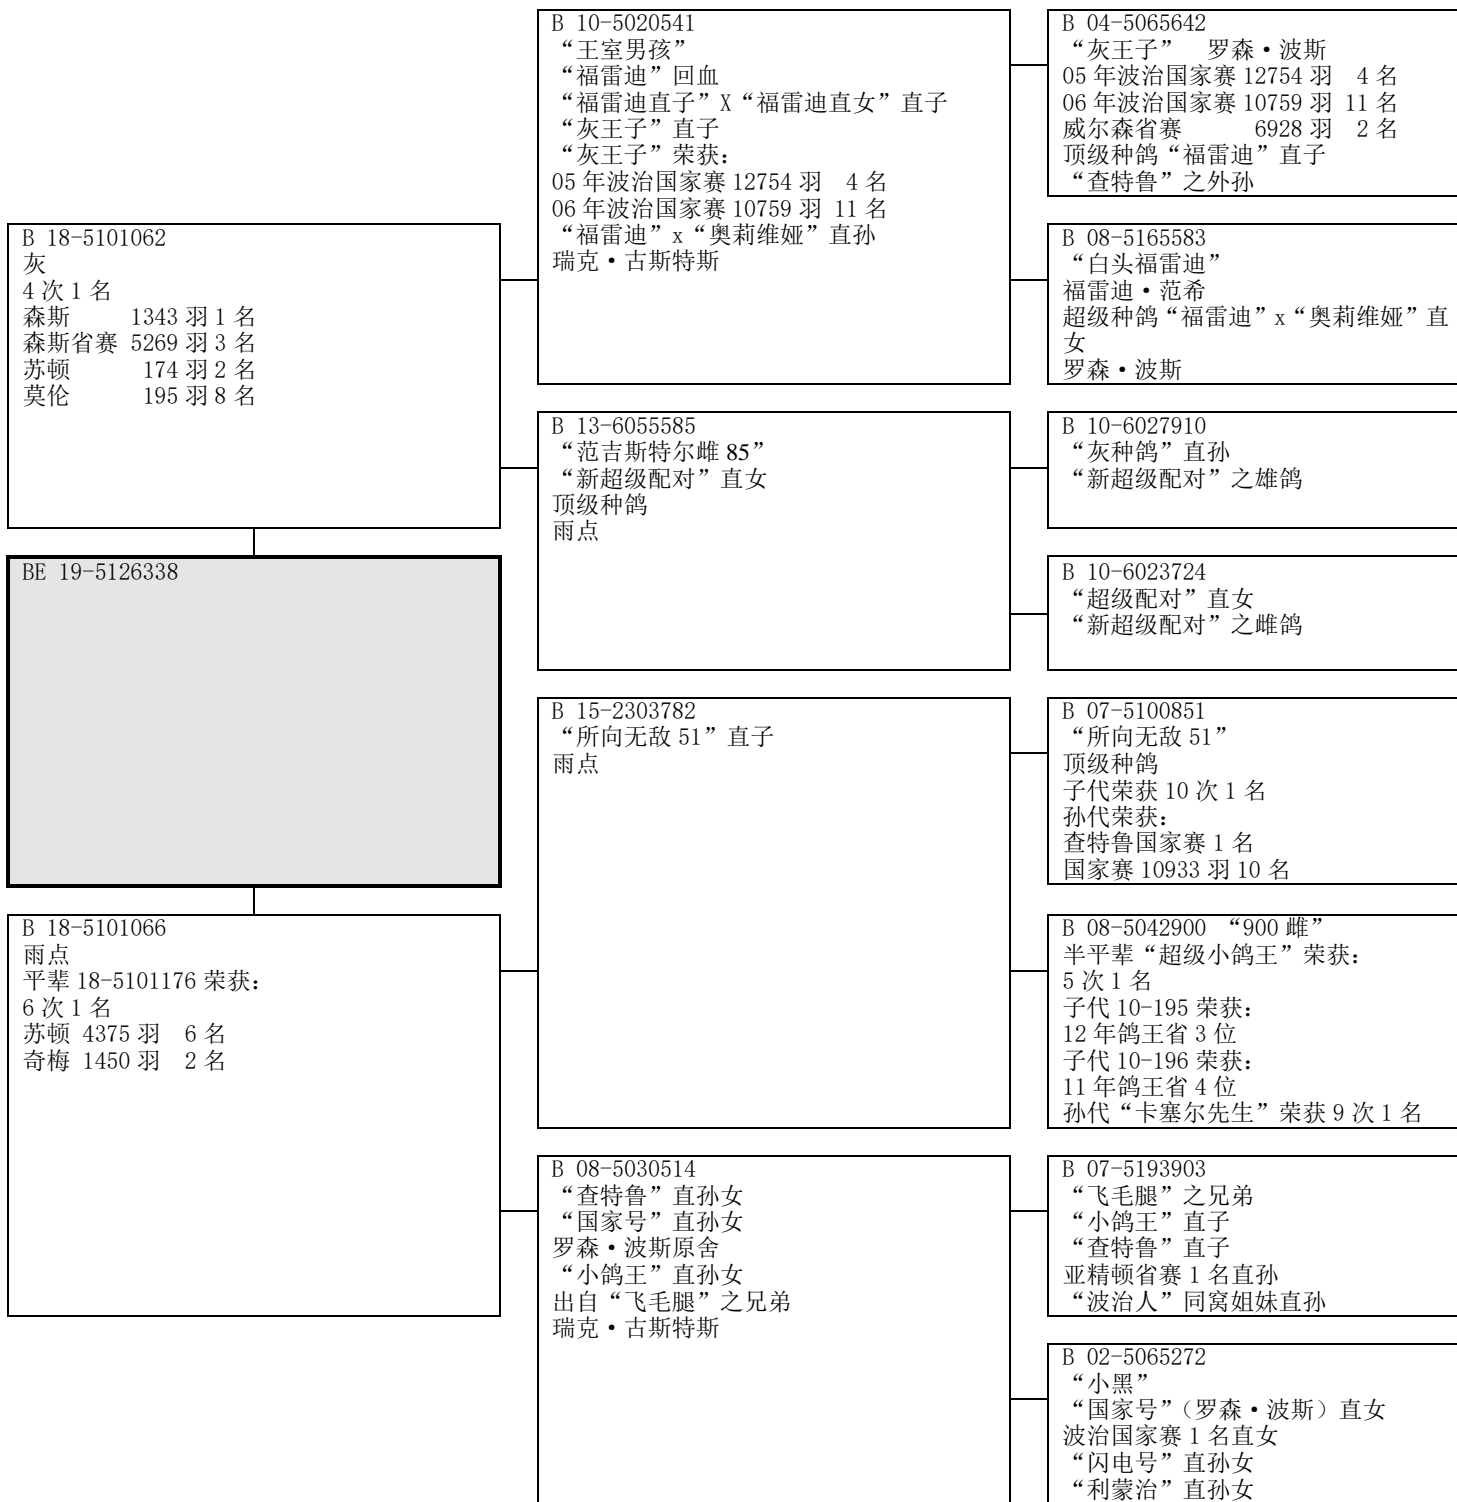 B 18-5101062
灰
4 次 1 名
森斯 1343 羽 1 名
森斯省赛 5269 羽 3 名
苏顿 174 羽 2 名
莫伦 195 羽 8 名
BE 19-5126338
B 18-5101066
雨点
平辈 18-5101176 荣获:
6 次 1 名
苏顿 4375 羽 6 名
奇梅 1450 羽 2 名
B 10-5020541
“王室男孩”
“福雷迪”回血
“福雷迪直子”X“福雷迪直女”直子
“灰王子”直子
“灰王子”荣获:
05 年波治国家赛 12754 羽 4 名
06 年波治国家赛 10759 羽 11 名
“福雷迪”x“奥莉维娅”直孙
瑞克•古斯特斯
B 13-6055585
“范吉斯特尔雌 85”
“新超级配对”直女
顶级种鸽
雨点
B 15-2303782
“所向无敌 51”直子
雨点
B 08-5030514
“查特鲁”直孙女
“国家号”直孙女
罗森•波斯原舍
“小鸽王”直孙女
出自“飞毛腿”之兄弟
瑞克•古斯特斯
B 04-5065642
“灰王子” 罗森•波斯
05 年波治国家赛 12754 羽 4 名
06 年波治国家赛 10759 羽 11 名
威尔森省赛 6928 羽 2 名
顶级种鸽“福雷迪”直子
“查特鲁”之外孙
B 08-5165583
“白头福雷迪”
福雷迪•范希
超级种鸽“福雷迪”x“奥莉维娅”直
女
罗森•波斯
B 10-6027910
“灰种鸽”直孙
“新超级配对”之雄鸽
B 10-6023724
“超级配对”直女
“新超级配对”之雌鸽
B 07-5100851
“所向无敌 51”
顶级种鸽
子代荣获 10 次 1 名
孙代荣获:
查特鲁国家赛 1 名
国家赛 10933 羽 10 名
B 08-5042900 “900 雌”
半平辈“超级小鸽王”荣获:
5 次 1 名
子代 10-195 荣获:
12 年鸽王省 3 位
子代 10-196 荣获:
11 年鸽王省 4 位
孙代“卡塞尔先生”荣获 9 次 1 名
B 07-5193903
“飞毛腿”之兄弟
“小鸽王”直子
“查特鲁”直子
亚精顿省赛 1 名直孙
“波治人”同窝姐妹直孙
B 02-5065272
“小黑”
“国家号”（罗森•波斯）直女
波治国家赛 1 名直女
“闪电号”直孙女
“利蒙治”直孙女